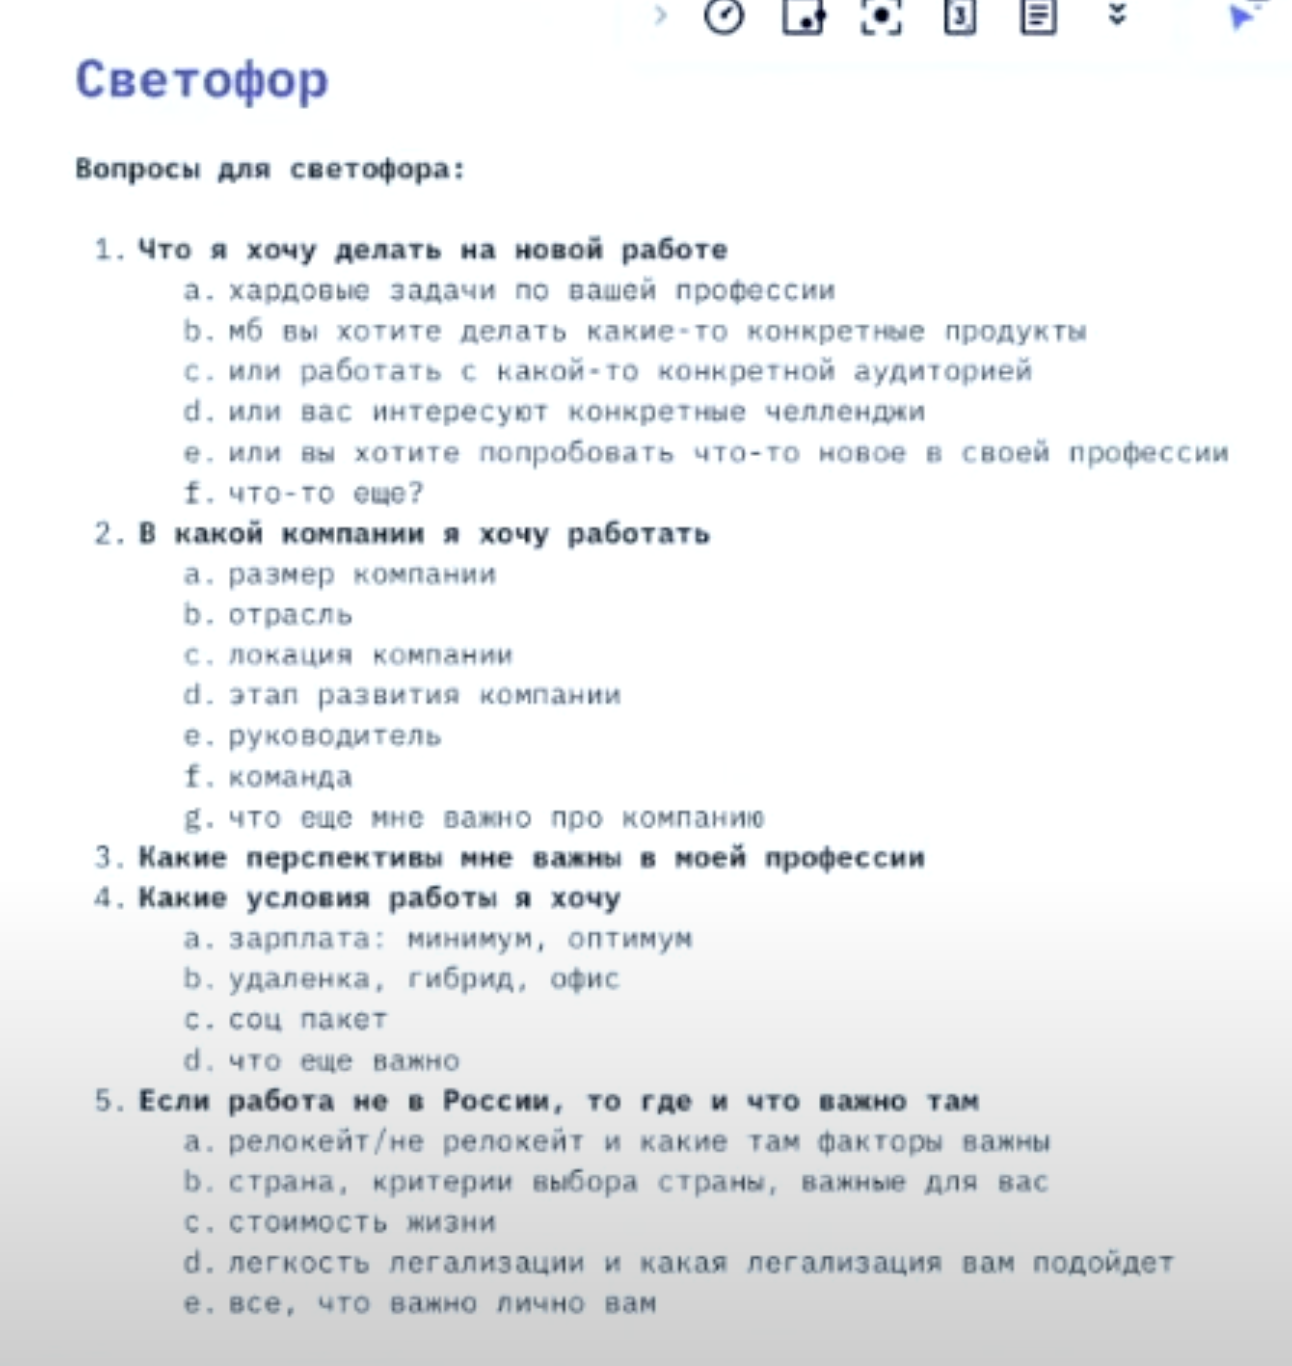 Светофор
Вопросы для светофора:
1. Что я хочу делать на новой работе
a. хардовые задачи по вашей профессии
b. мб вы хотите делать какие-то конкретные продукты
c. или работать с какой-то конкретной аудиторией
d. или вас интересуют конкретные челленджи
e. или вы хотите попробовать что-то новое в своей профессии
f. что-то еще?
2. В какой компании я хочу работать
a. размер компании
b. отрасль
c. локация компании
d. этап развития компании
e. руководитель
f. команда
g. что еще мне важно про компанию
3. Какие перспективы мне важны в моей профессии
4. Какие условия работы я хочу
a. зарплата: минимум, оптимум
b. удаленка, гибрид, офис
c. соц пакет
d. что еще важно
5. Если работа не в России, то где и что важно там
a. релокейт/не релокейт и какие там факторы важны
b. страна, критерии выбора страны, важные для вас
c. стоимость жизни
d. легкость легализации и какая легализация вам подойдет
e. все, что важно лично вам